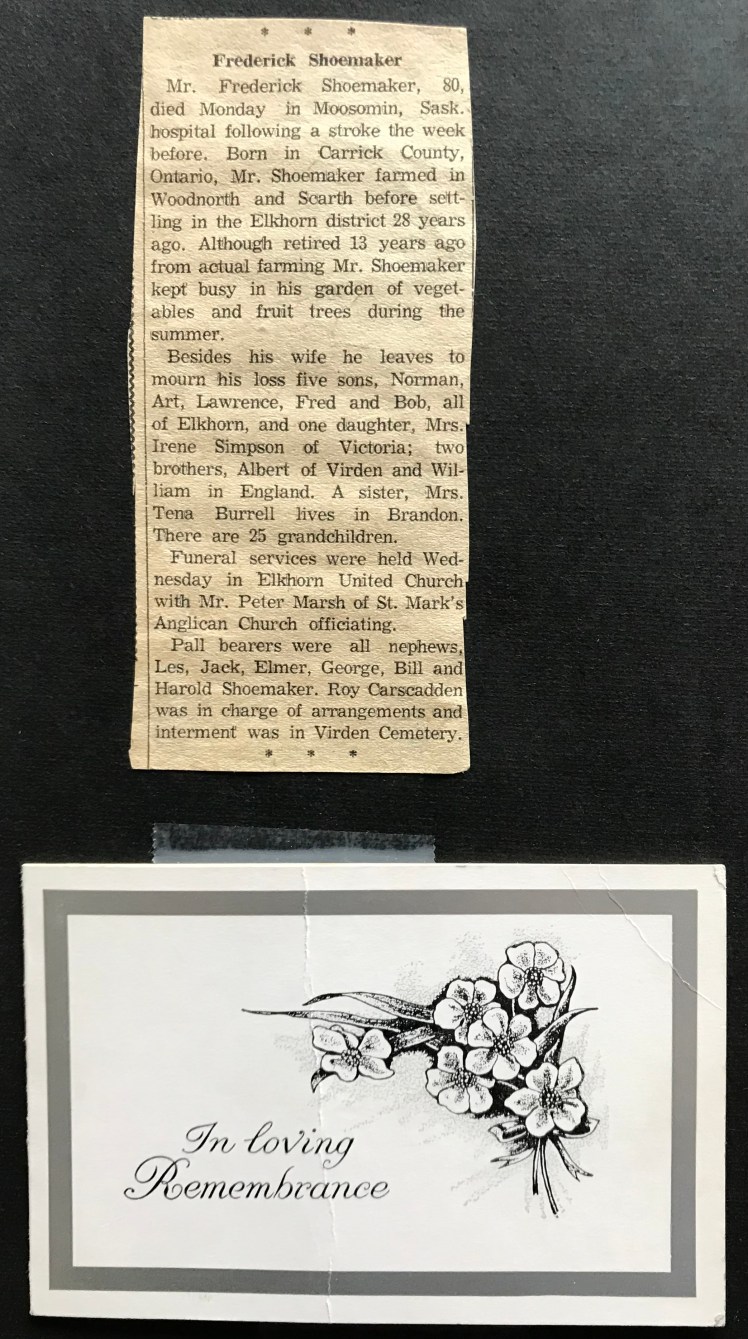 * * *
Frederick Shoemaker
Mr. Frederick Shoemaker, 80,
died Monday in Moosomin, Sask.
hospital following a stroke the week
before. Born in Carrick County,
Ontario, Mr. Shoemaker farmed in
Woodnorth and Scarth before sett-
ling in the Elkhorn district 28 years
ago. Although retired 13 years ago
from actual farming Mr. Shoemaker
kept busy in his garden of veget-
ables and fruit trees during the
summer.
Besides his wife he leaves to
mourn his loss five sons, Norman,
Art, Lawrence, Fred and Bob, all
of Elkhorn, and one daughter, Mrs.
Irene Simpson of Victoria; two
brothers, Albert of Virden and Wil-
liam in England. A sister, Mrs.
Tena Burrell lives in Brandon.
There are 25 grandchildren.
Funeral services were held Wed-
nesday in Elkhorn United Church
with Mr. Peter Marsh of St. Mark's
Anglican Church officiating.
Pall bearers were all nephews,
Les, Jack, Elmer, George, Bill and
Harold Shoemaker. Roy Carscadden
was in charge of arrangements and
interment was in Virden Cemetery.
* * *
In loving
Remembrance